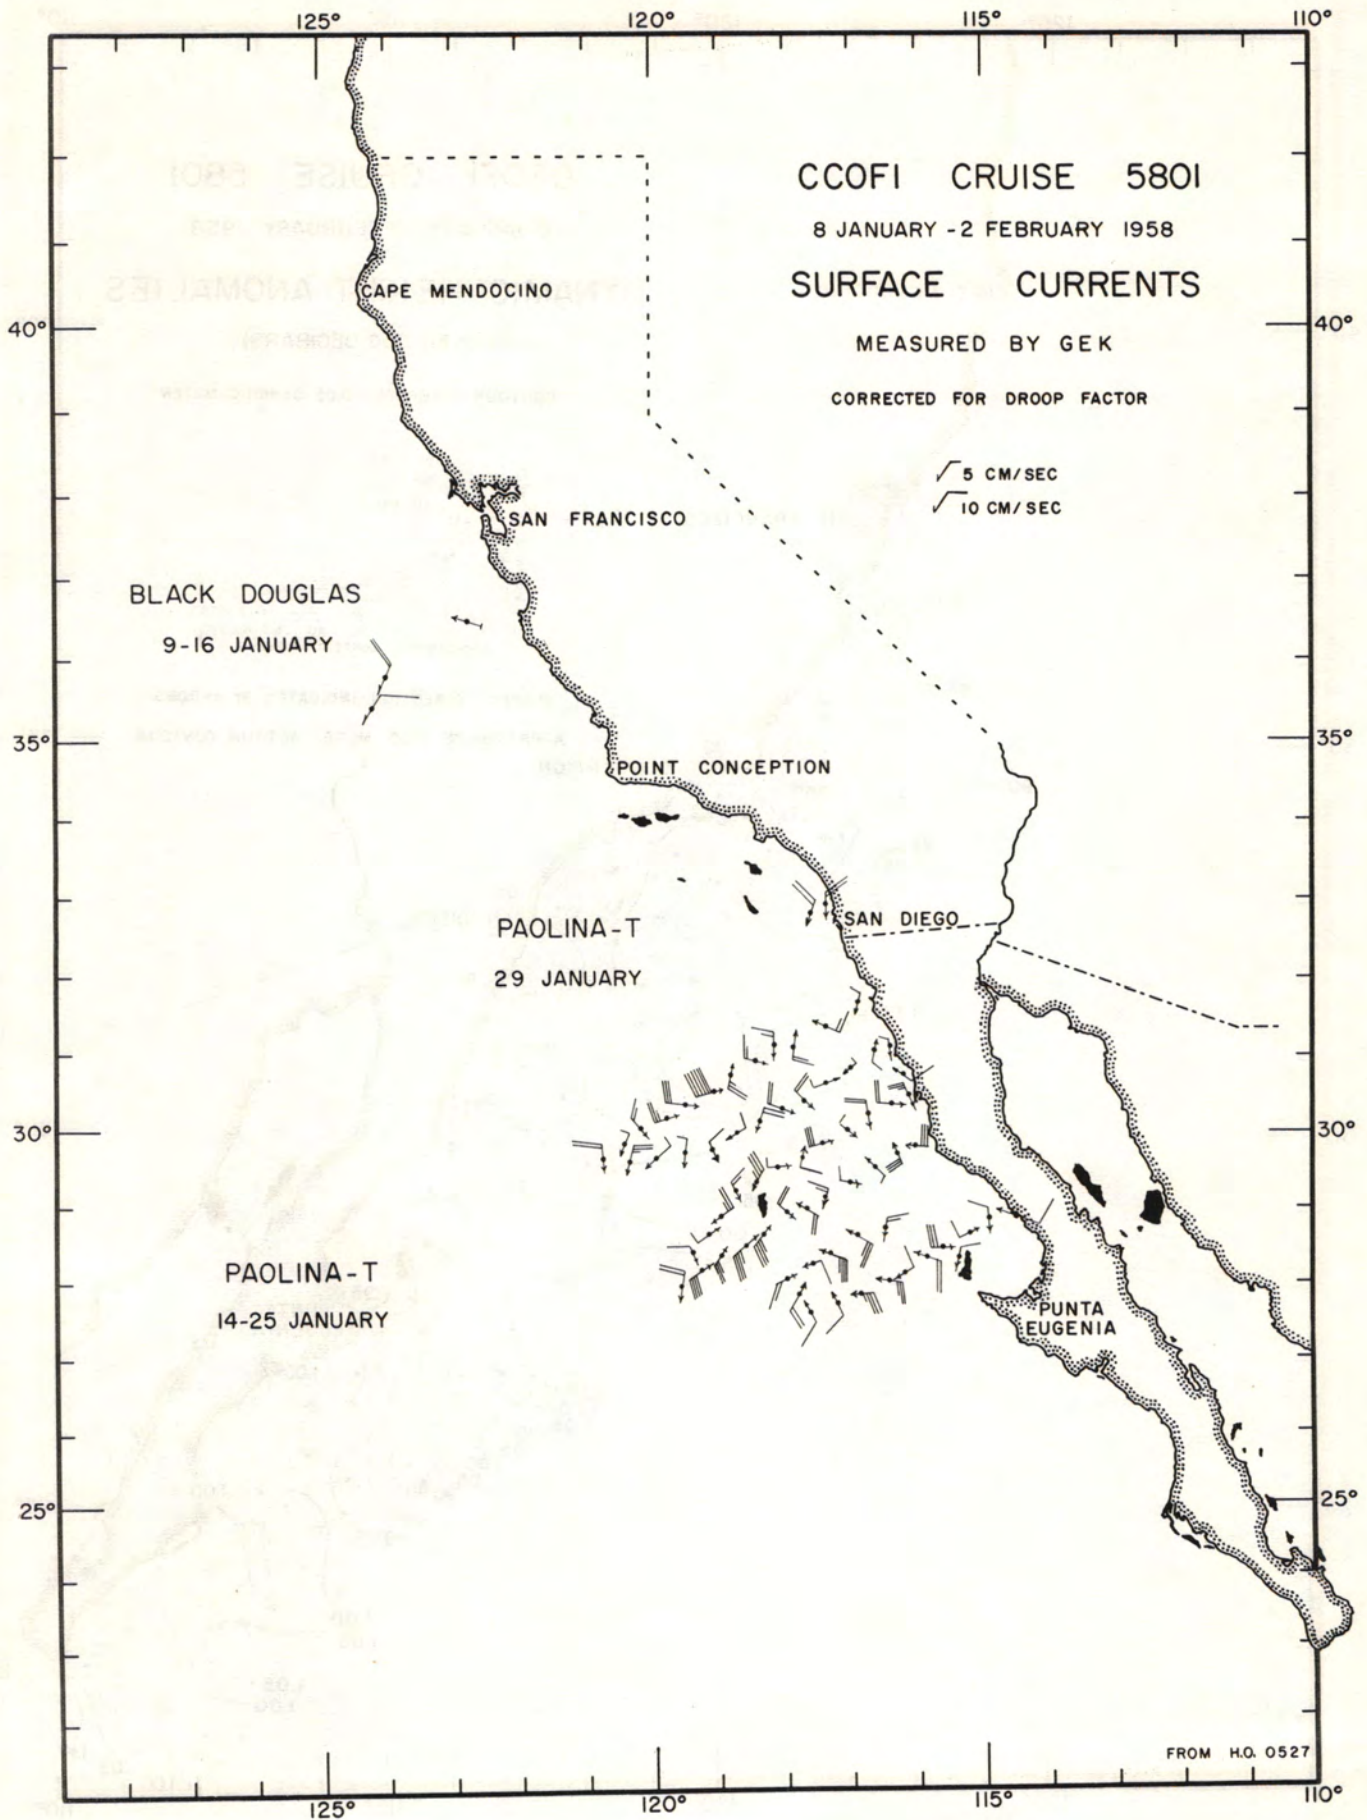 125° 120° 115° 110°
CCOFI CRUISE 5801
8 JANUARY - 2 FEBRUARY 1958
SURFACE CURRENTS
MEASURED BY GEK
CORRECTED FOR DROOP FACTOR
5 CM/SEC
10 CM/SEC
CAPE MENDOCINO
40° 40°
SAN FRANCISCO
BLACK DOUGLAS
9-16 JANUARY
35° 35°
POINT CONCEPTION
SAN DIEGO
PAOLINA-T
29 JANUARY
30° 30°
PAOLINA-T
14-25 JANUARY
PUNTA
EUGENIA
25° 25°
FROM H.O. 0527
125° 120° 115° 110°